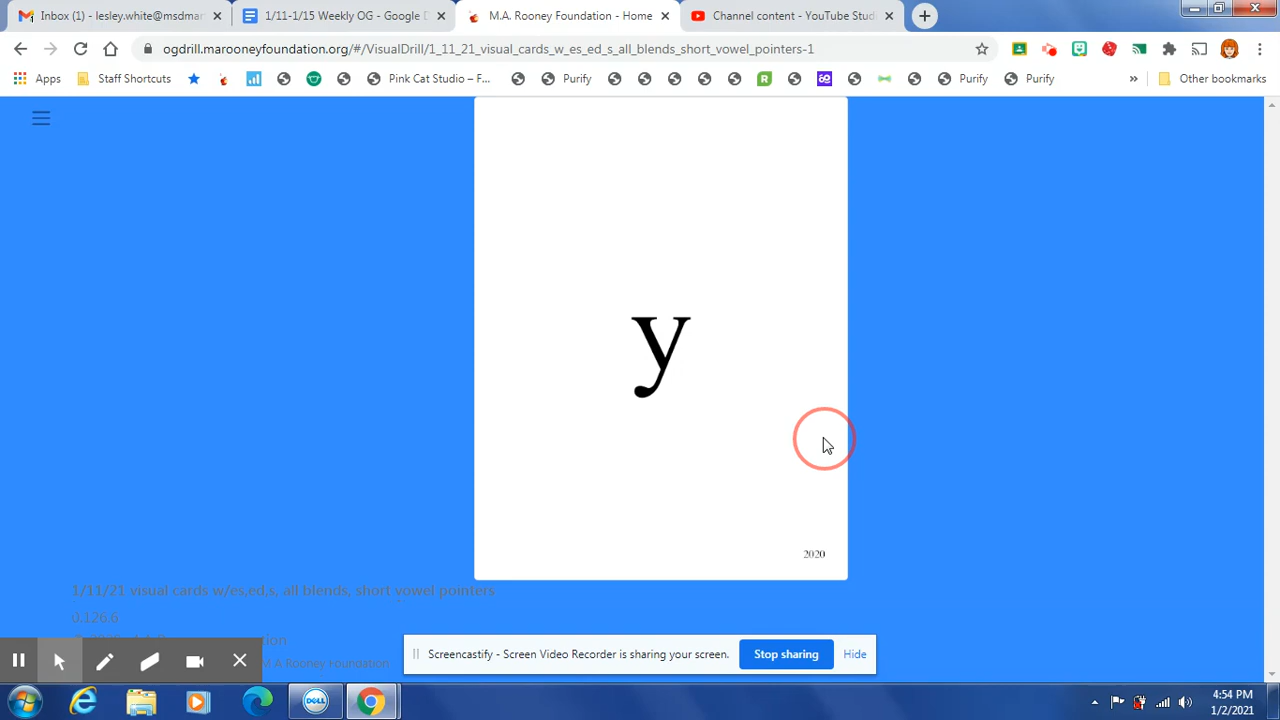 Inbox (1) - lesley.white@msdmar
1/11-1/15 Weekly OG - Google D
M.A. Rooney Foundation - Home
Channel content - YouTube Stud
ogdrill.marooneyfoundation.org/#/VisualDrill/1_11_21_visual_cards_w_es_ed_s_all_blends_short_vowel_pointers-1
Apps
Staff Shortcuts
Pink Cat Studio – F...
Purify
Purify
Purify
»
Other bookmarks
y
2020
1/11/21 visual cards w/es,ed,s, all blends, short vowel pointers
0.126.6
M A Rooney Foundation
Screencastify - Screen Video Recorder is sharing your screen.
Stop sharing
Hide
DELL
4:54 PM
1/2/2021